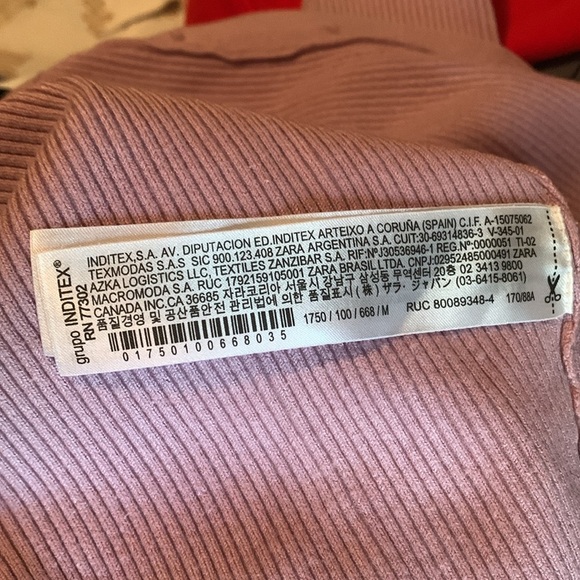 grupo INDITEX®
RN 77302
INDITEX,S.A. AV. DIPUTACION ED.INDITEX ARTEIXO A CORUÑA (SPAIN) C.I.F. A-15075062
TEXMODAS S.A.S SIC 900.123.408 ZARA ARGENTINA S.A. CUIT:30-69314836-3 V-345-01
AZKA LOGISTICS LLC, TEXTILES ZANZIBAR S.A. RIF:NºJ30536946-1 REG.Nº:0000051 TI-02
MACROMODA S.A. RUC 1792159105001 ZARA BRASIL LTDA. CNPJ:02952485000491 ZARA
CANADA INC.CA 36685 자라코리아 서울시 강남구 삼성동 무역센터 20층 02 3413 9800
품질경영 및 공산품안전 관리법에 의한 품질표시 (株) ザラ・ジャパン (03-6415-8061)
01750100668035
1750 / 100 / 668 / M
RUC 80089348-4
170/88A